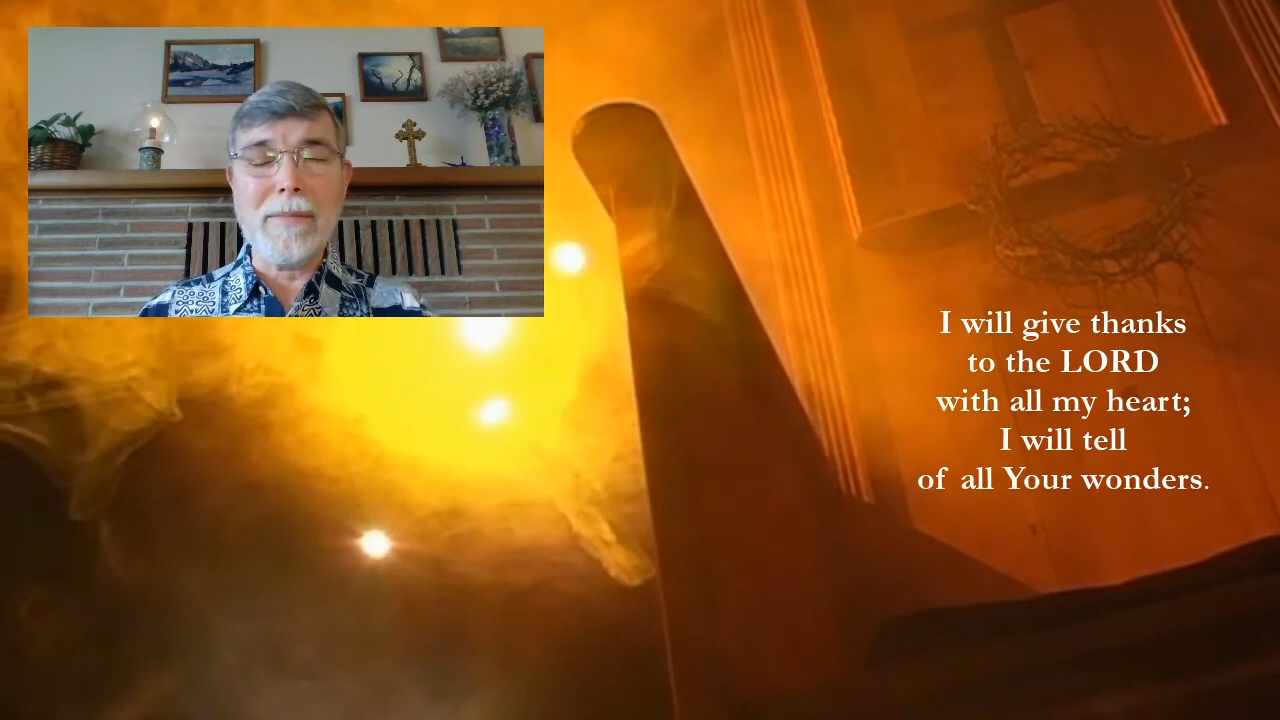 I will give thanks
to the LORD
with all my heart;
I will tell
of all Your wonders.